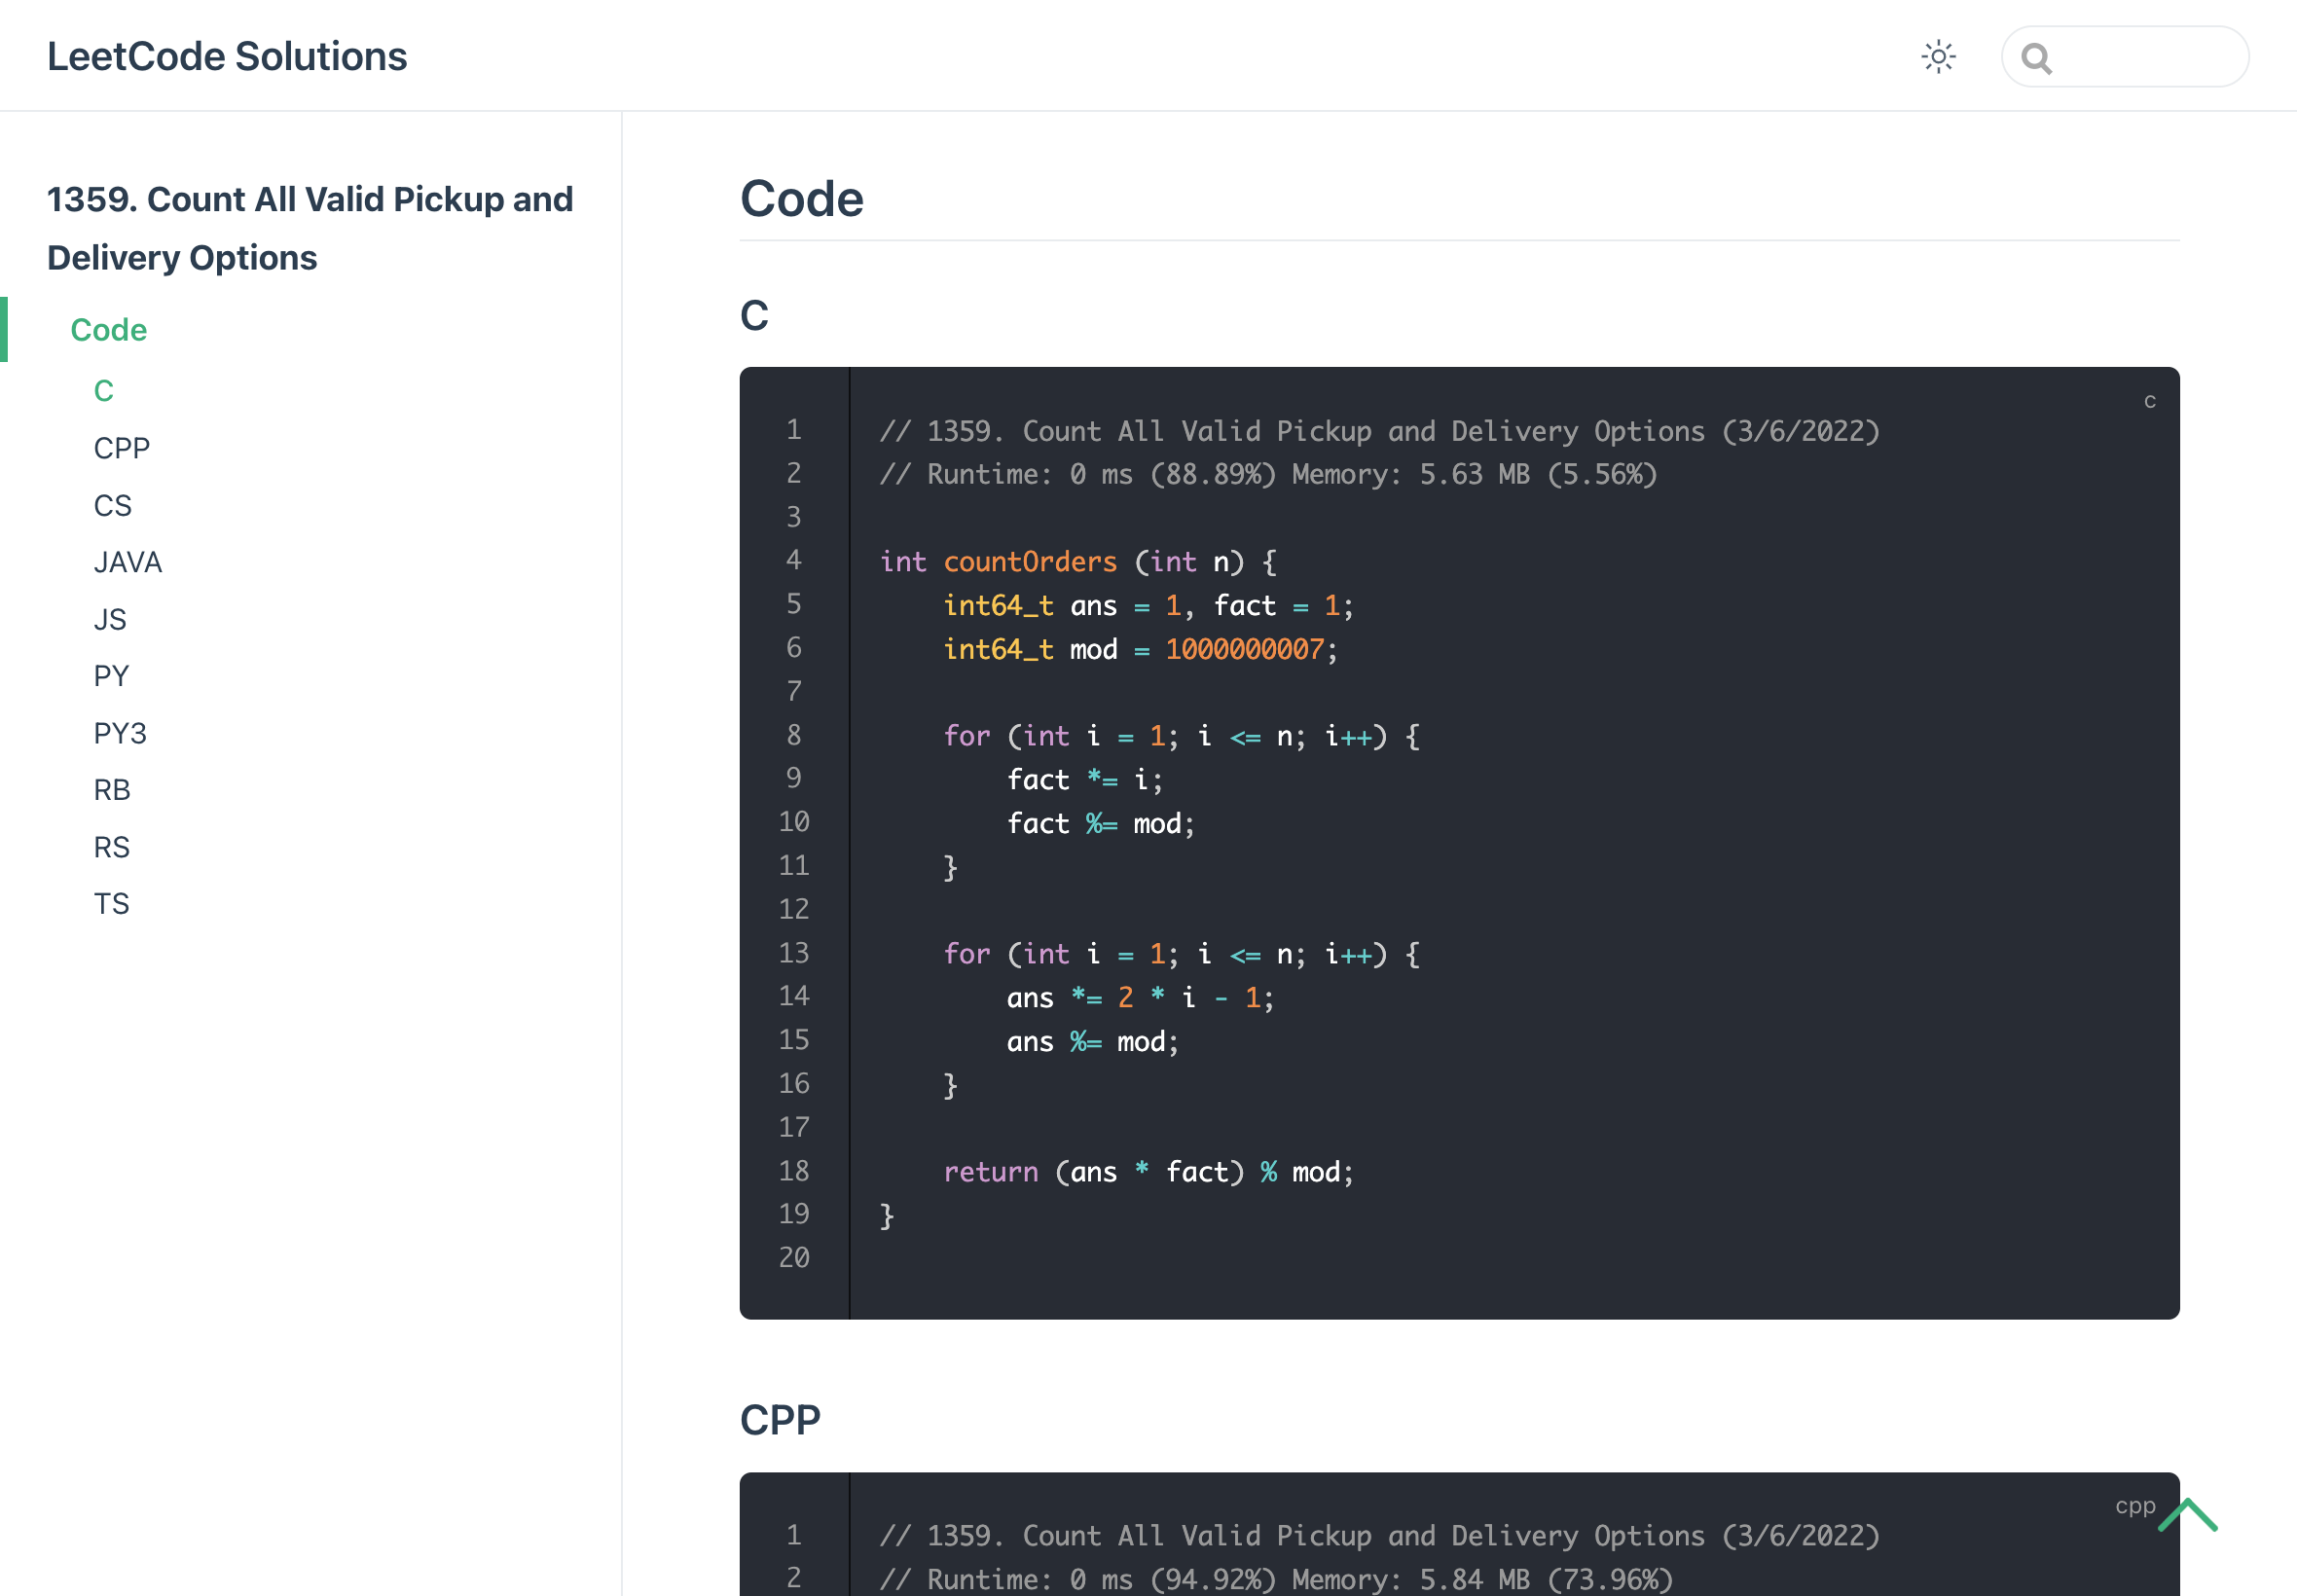 LeetCode Solutions
1359. Count All Valid Pickup and
Delivery Options
Code
C
CPP
CS
JAVA
JS
PY
PY3
RB
RS
TS
Code
C
c
1 // 1359. Count All Valid Pickup and Delivery Options (3/6/2022)
2 // Runtime: 0 ms (88.89%) Memory: 5.63 MB (5.56%)
3
4 int countOrders (int n) {
5     int64_t ans = 1, fact = 1;
6     int64_t mod = 1000000007;
7
8     for (int i = 1; i <= n; i++) {
9         fact *= i;
10         fact %= mod;
11     }
12
13     for (int i = 1; i <= n; i++) {
14         ans *= 2 * i - 1;
15         ans %= mod;
16     }
17
18     return (ans * fact) % mod;
19 }
20
CPP
cpp
1 // 1359. Count All Valid Pickup and Delivery Options (3/6/2022)
2 // Runtime: 0 ms (94.92%) Memory: 5.84 MB (73.96%)